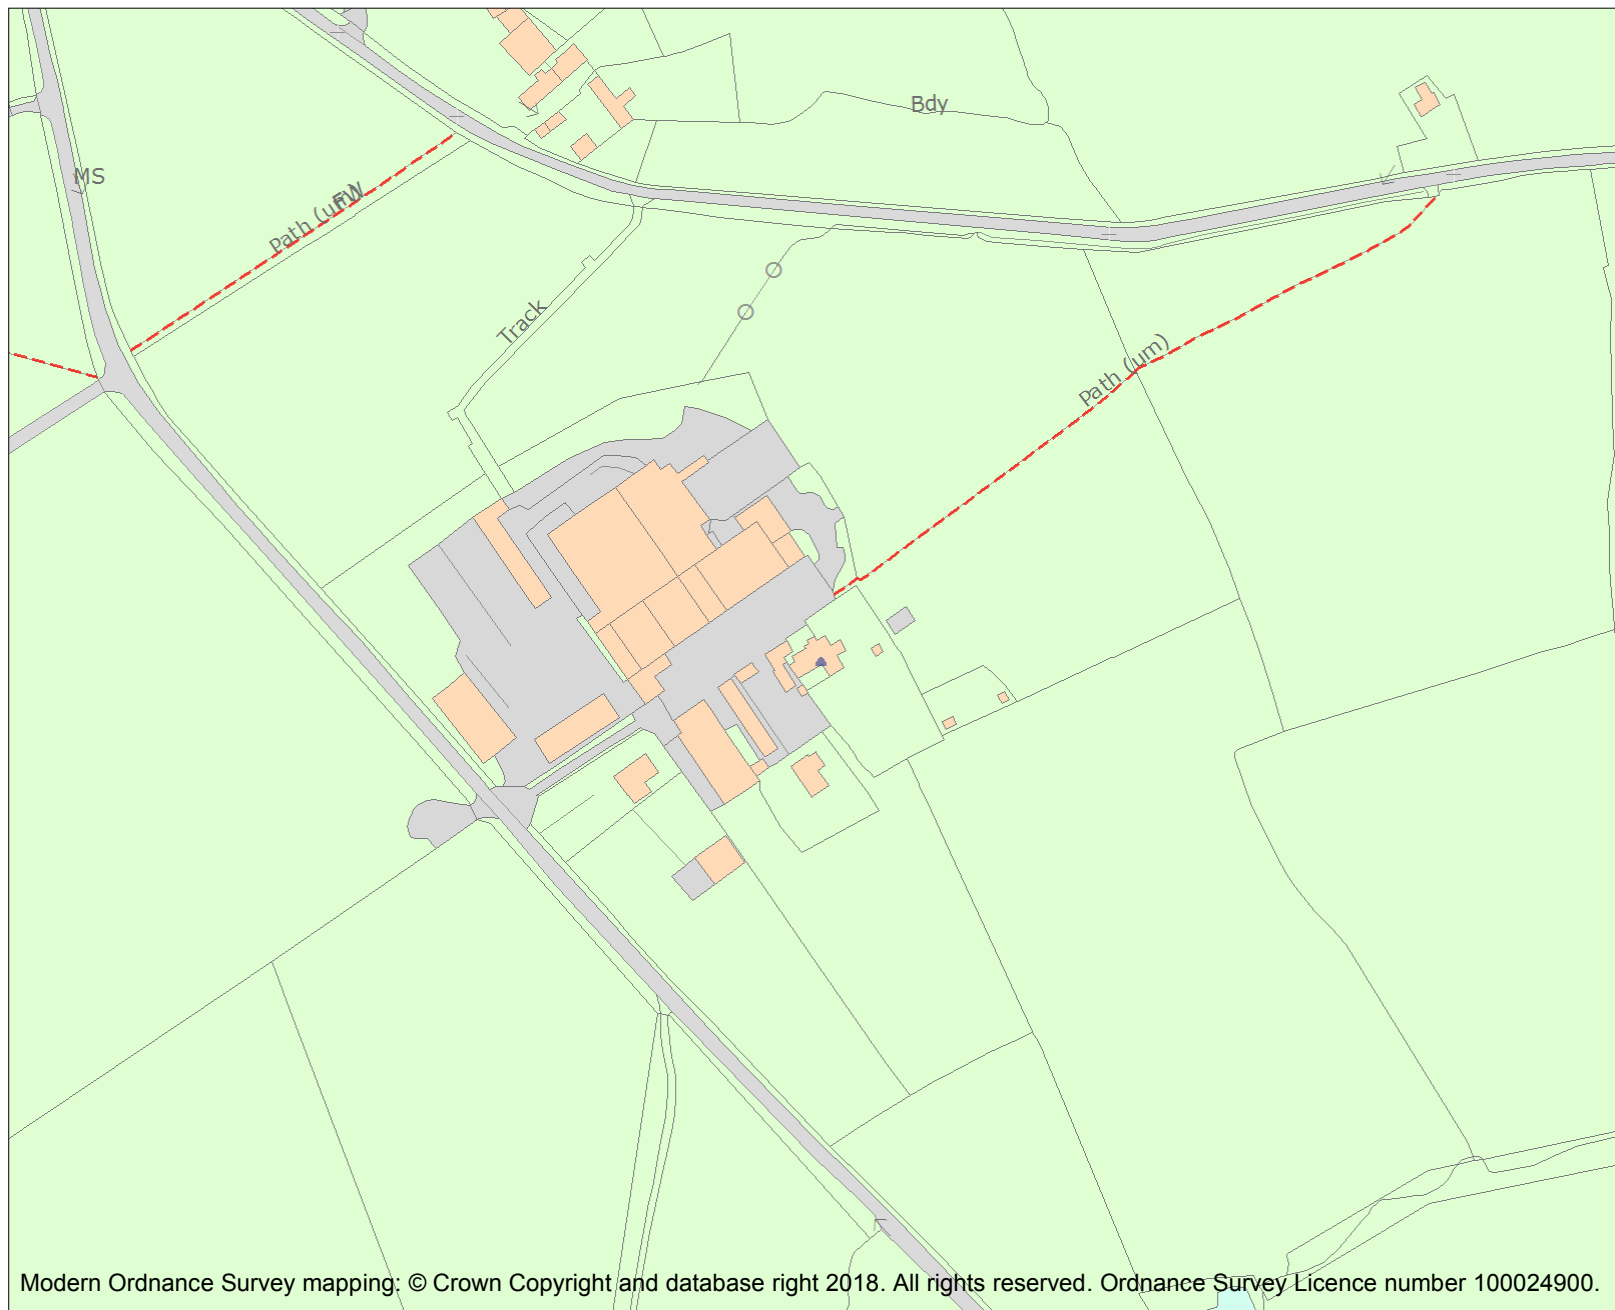 Bdy
MS
Path (um)
FW
Track
Path (um)
Modern Ordnance Survey mapping: © Crown Copyright and database right 2018. All rights reserved. Ordnance Survey Licence number 100024900.